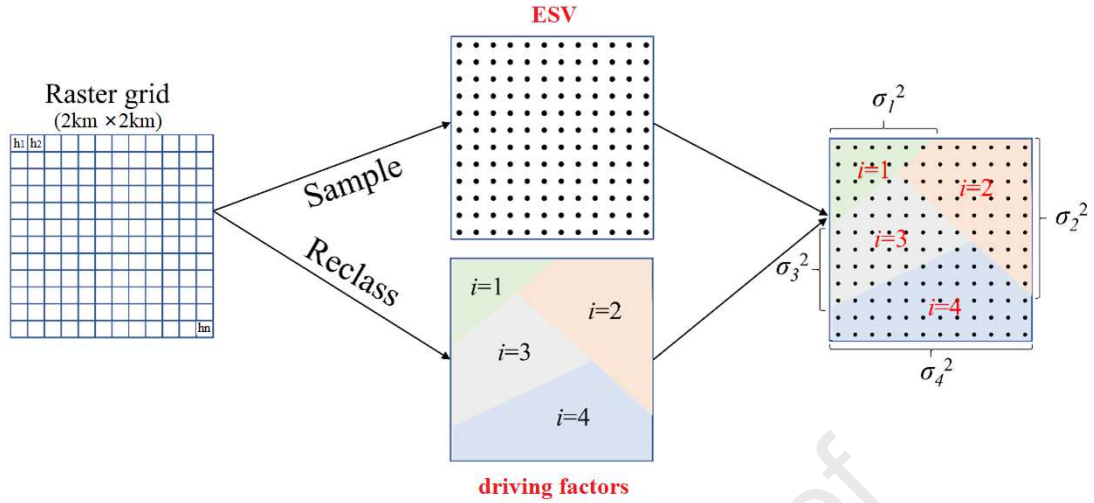 ESV
Raster grid
(2km ×2km)
h1 h2
hn
Sample
Reclass
i=1
i=2
i=3
i=4
driving factors
σ₁²
i=1
i=2
σ₂²
i=3
σ₃²
i=4
σ₄²
of